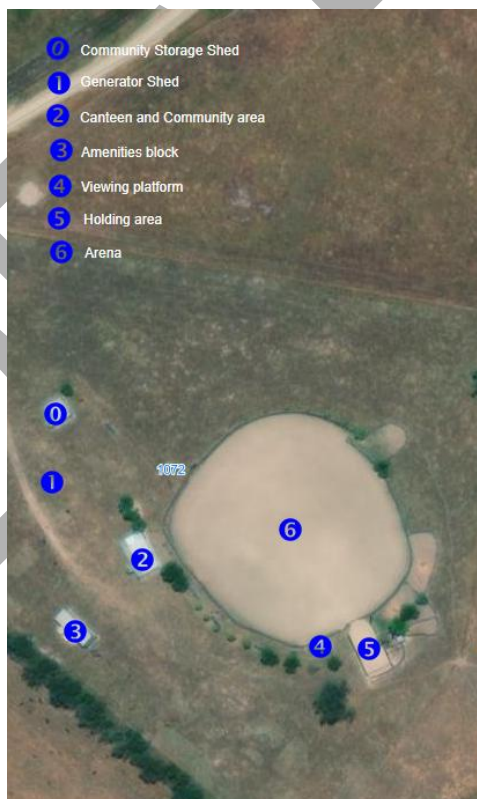 0 Community Storage Shed
1 Generator Shed
2 Canteen and Community area
3 Amenities block
4 Viewing platform
5 Holding area
6 Arena
0
1072
1
6
2
3
4
5